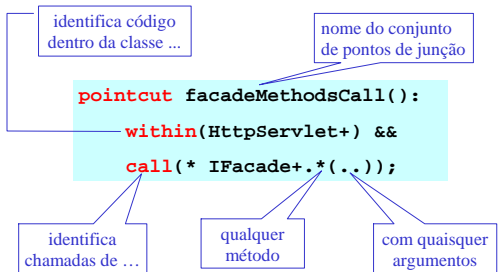 identifica código
dentro da classe ...
nome do conjunto
de pontos de junção
pointcut facadeMethodsCall():
within(HttpServlet+) &&
call(* IFacade+.*(..));
identifica
chamadas de …
qualquer
método
com quaisquer
argumentos